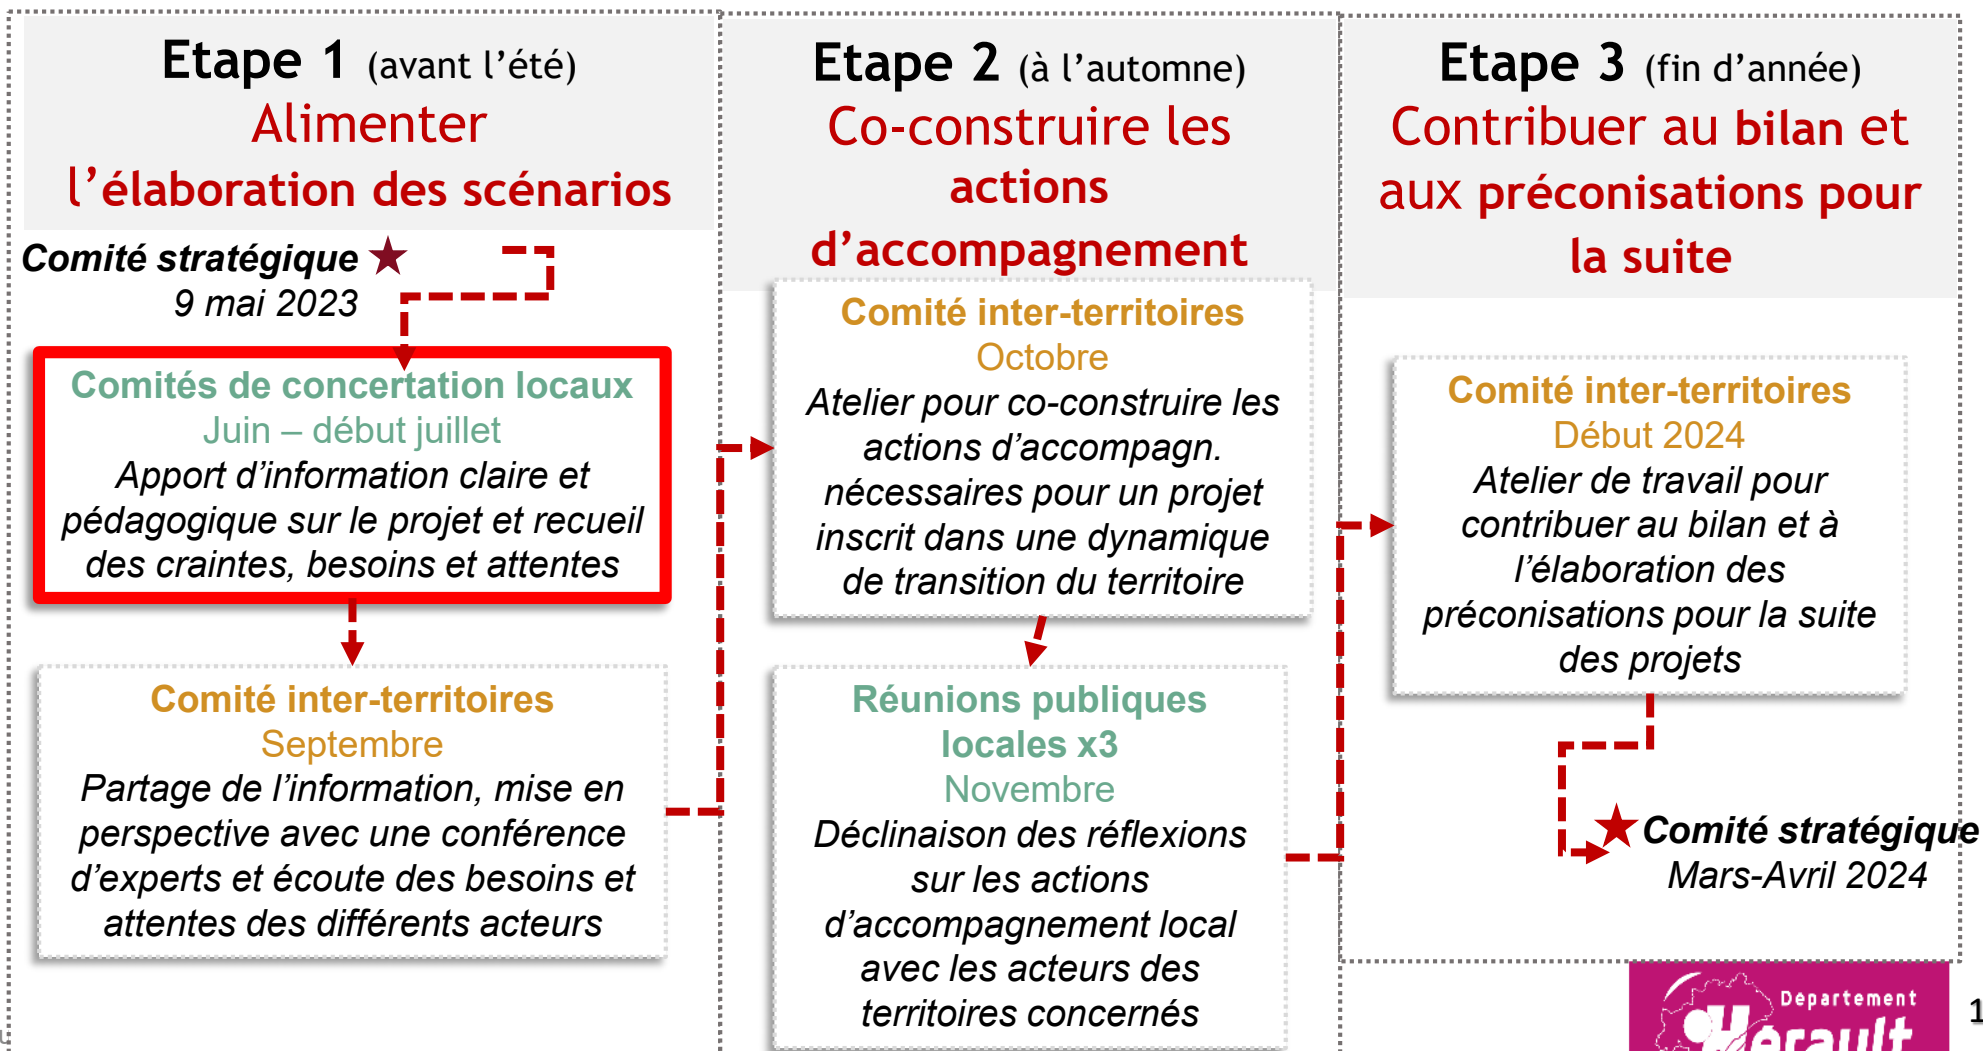 Etape 1 (avant l’été)
Alimenter
l’élaboration des scénarios
Comité stratégique
9 mai 2023
Comités de concertation locaux
Juin – début juillet
Apport d’information claire et
pédagogique sur le projet et recueil
des craintes, besoins et attentes
Comité inter-territoires
Septembre
Partage de l’information, mise en
perspective avec une conférence
d’experts et écoute des besoins et
attentes des différents acteurs
Etape 2 (à l’automne)
Co-construire les
actions
d’accompagnement
Comité inter-territoires
Octobre
Atelier pour co-construire les
actions d’accompagn.
nécessaires pour un projet
inscrit dans une dynamique
de transition du territoire
Réunions publiques
locales x3
Novembre
Déclinaison des réflexions
sur les actions
d’accompagnement local
avec les acteurs des
territoires concernés
Etape 3 (fin d’année)
Contribuer au bilan et
aux préconisations pour
la suite
Comité inter-territoires
Début 2024
Atelier de travail pour
contribuer au bilan et à
l’élaboration des
préconisations pour la suite
des projets
Comité stratégique
Mars-Avril 2024
Département
Hérault
1